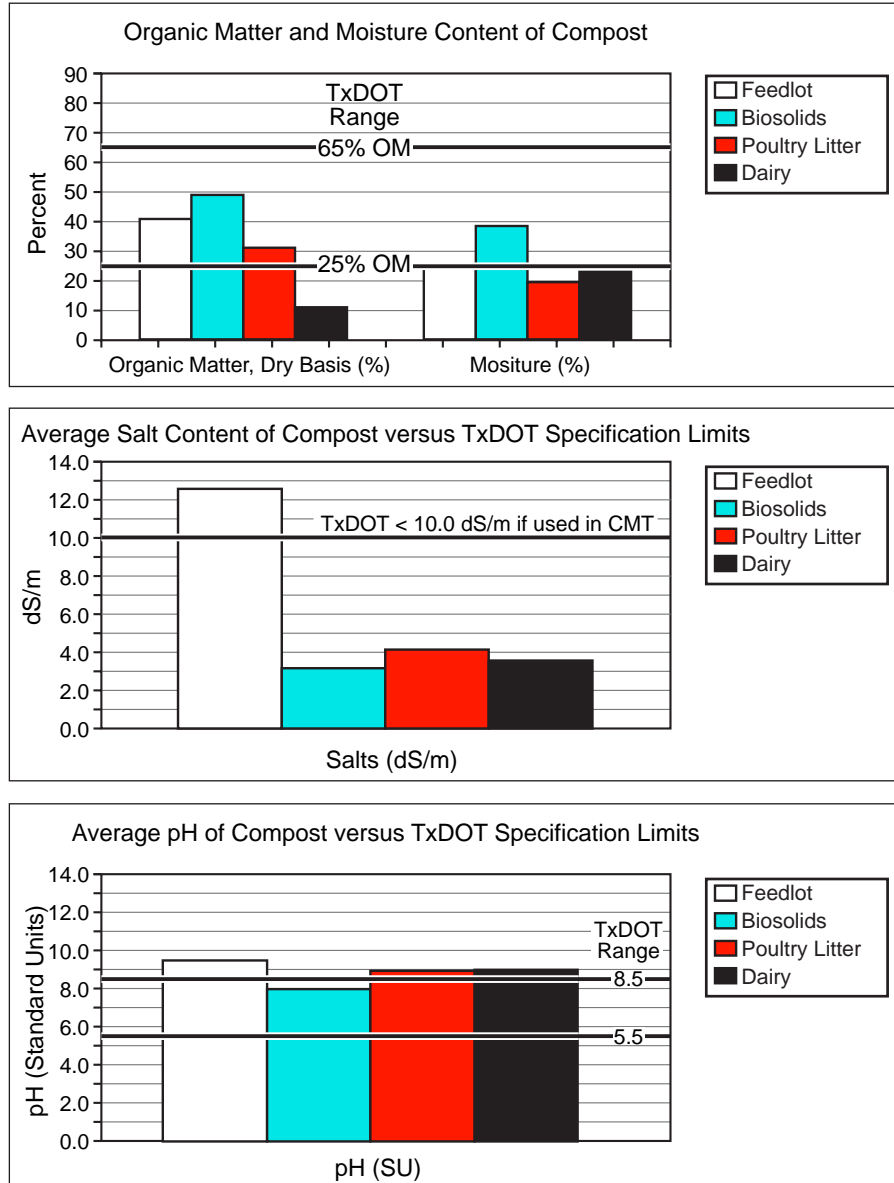 Organic Matter and Moisture Content of Compost
90
80
70
60
50
40
30
20
10
0
Percent
TxDOT
Range
65% OM
25% OM
Organic Matter, Dry Basis (%)
Mositure (%)
Feedlot
Biosolids
Poultry Litter
Dairy
Average Salt Content of Compost versus TxDOT Specification Limits
14.0
12.0
10.0
8.0
6.0
4.0
2.0
0.0
dS/m
TxDOT < 10.0 dS/m if used in CMT
Salts (dS/m)
Feedlot
Biosolids
Poultry Litter
Dairy
Average pH of Compost versus TxDOT Specification Limits
14.0
12.0
10.0
8.0
6.0
4.0
2.0
0.0
pH (Standard Units)
TxDOT
Range
8.5
5.5
pH (SU)
Feedlot
Biosolids
Poultry Litter
Dairy